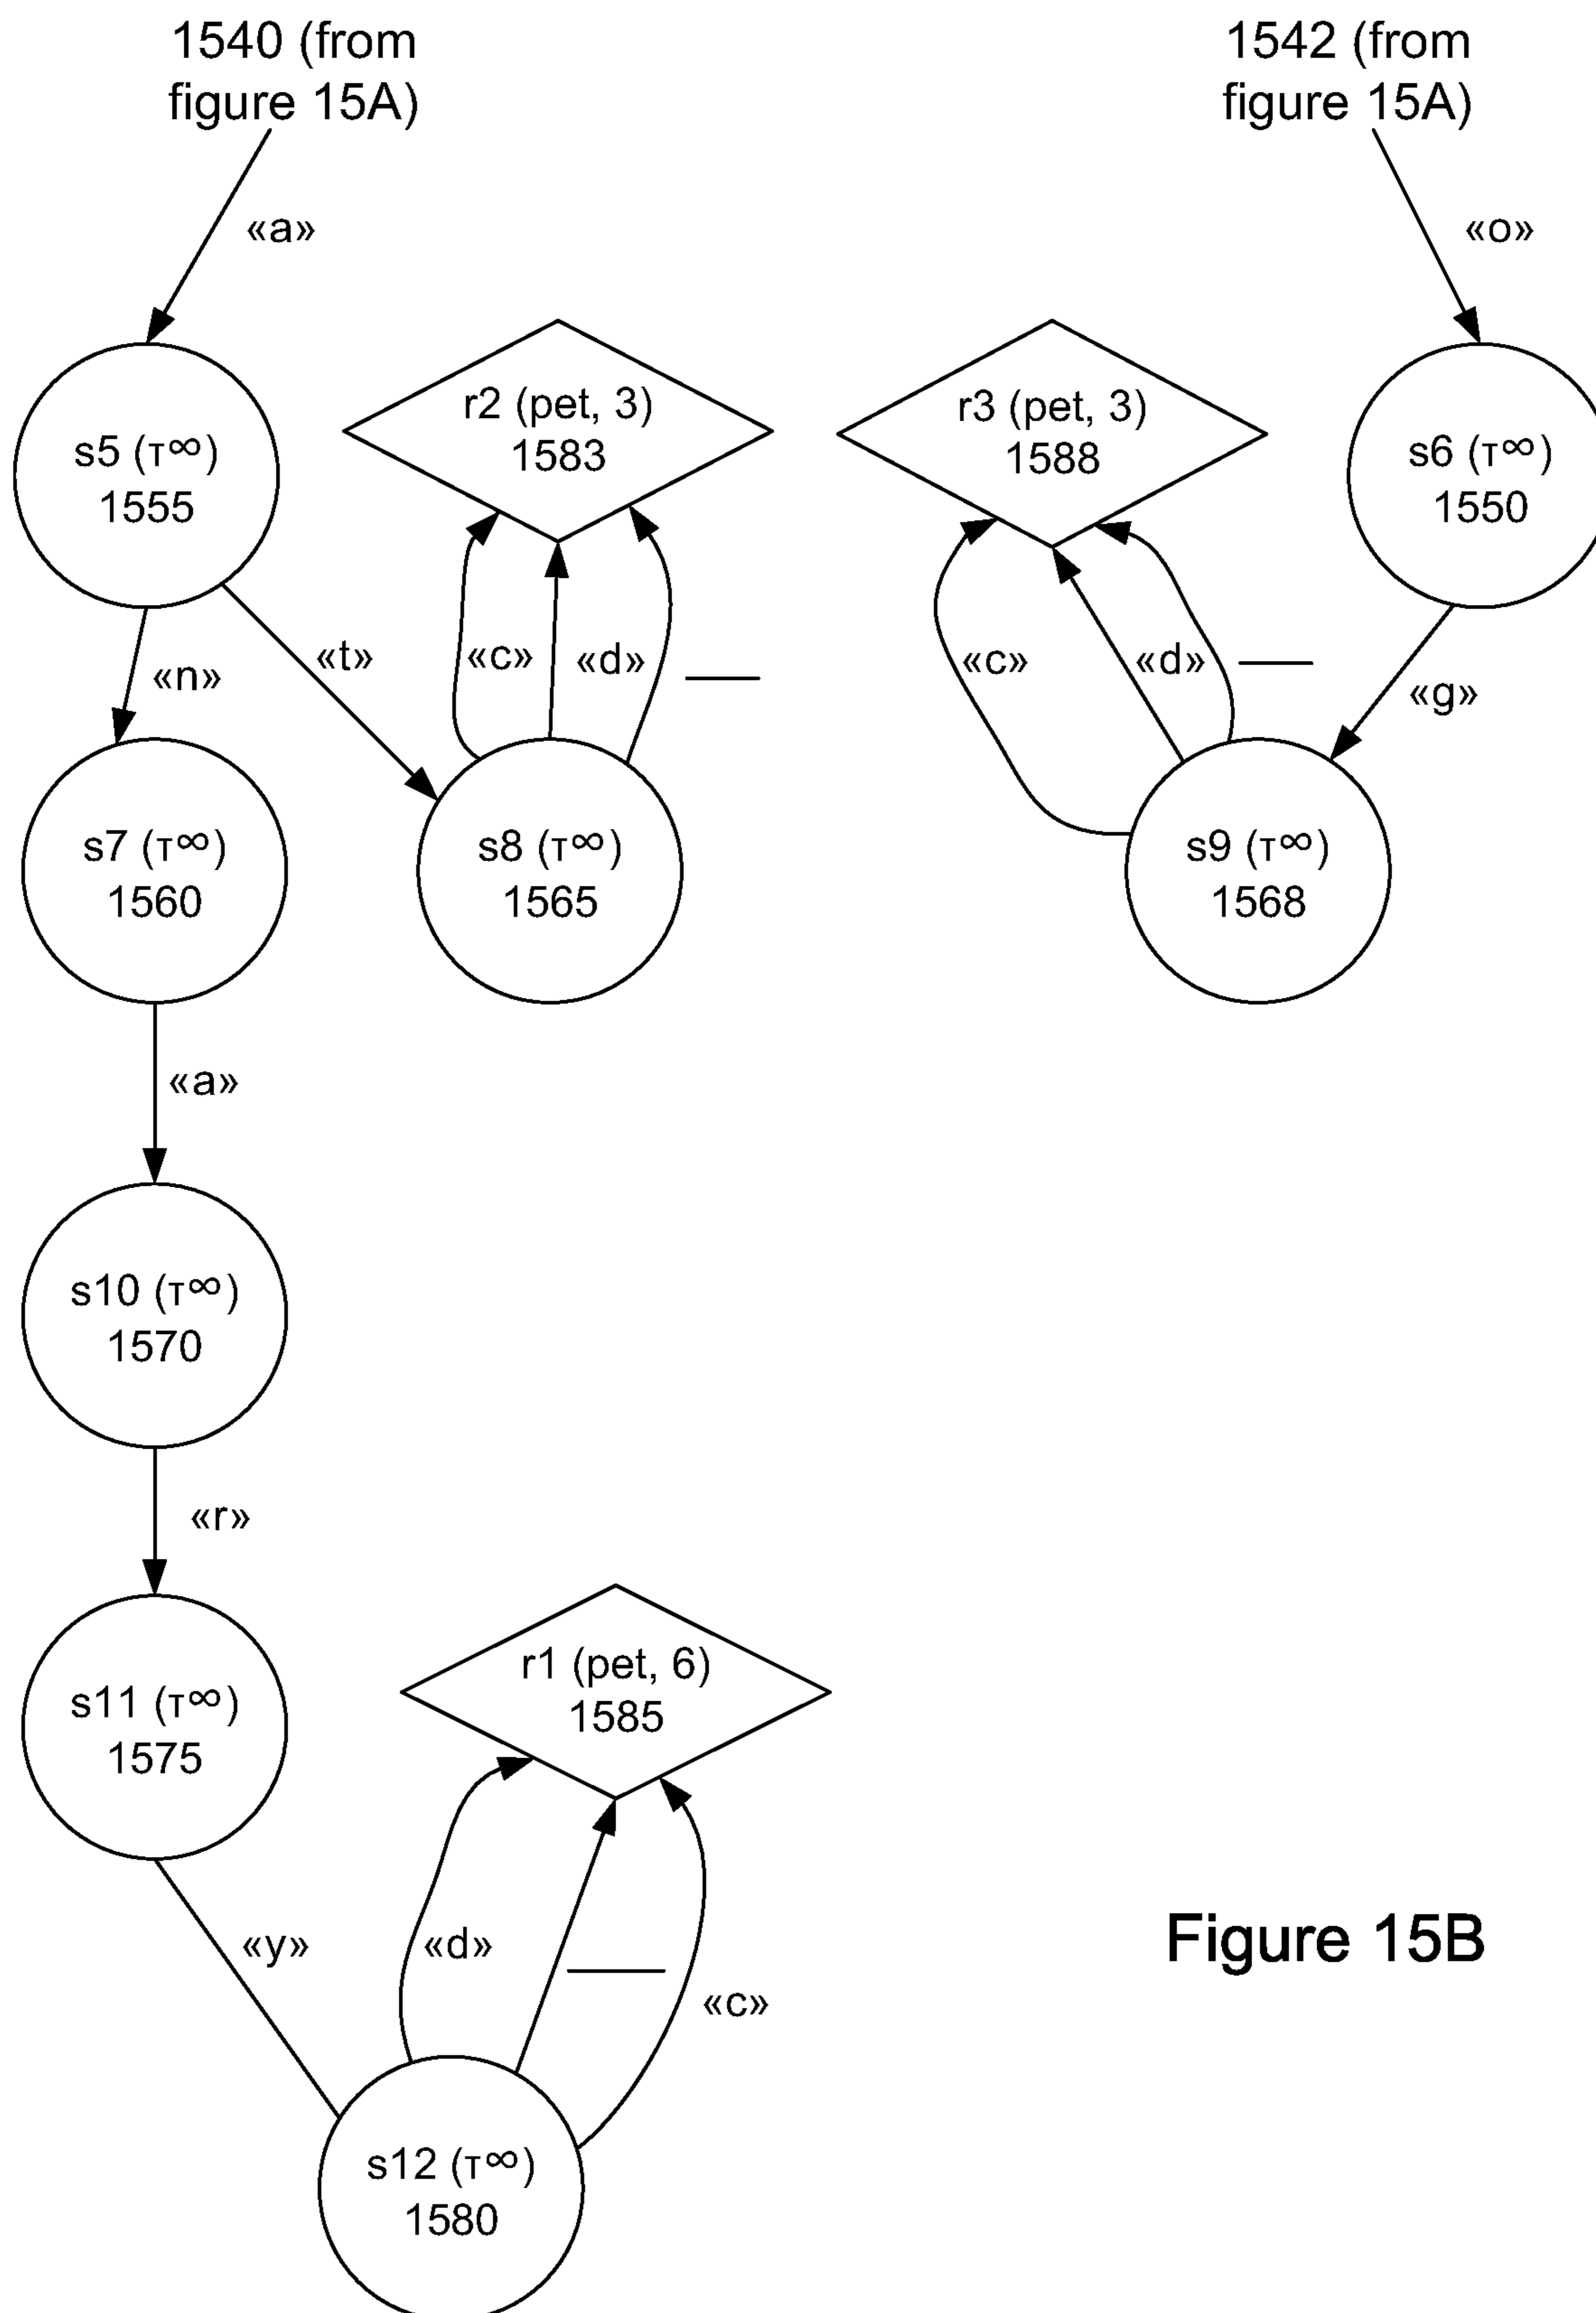 1540 (from
figure 15A)
1542 (from
figure 15A)
«a»
«o»
r2 (pet, 3)
1583
r3 (pet, 3)
1588
s5 (т∞)
1555
s6 (т∞)
1550
«n»
«t»
«c»
«d»
«c»
«d»
«g»
s7 (т∞)
1560
s8 (т∞)
1565
s9 (т∞)
1568
«a»
s10 (т∞)
1570
«r»
r1 (pet, 6)
1585
s11 (т∞)
1575
«y»
«d»
«c»
Figure 15B
s12 (т∞)
1580